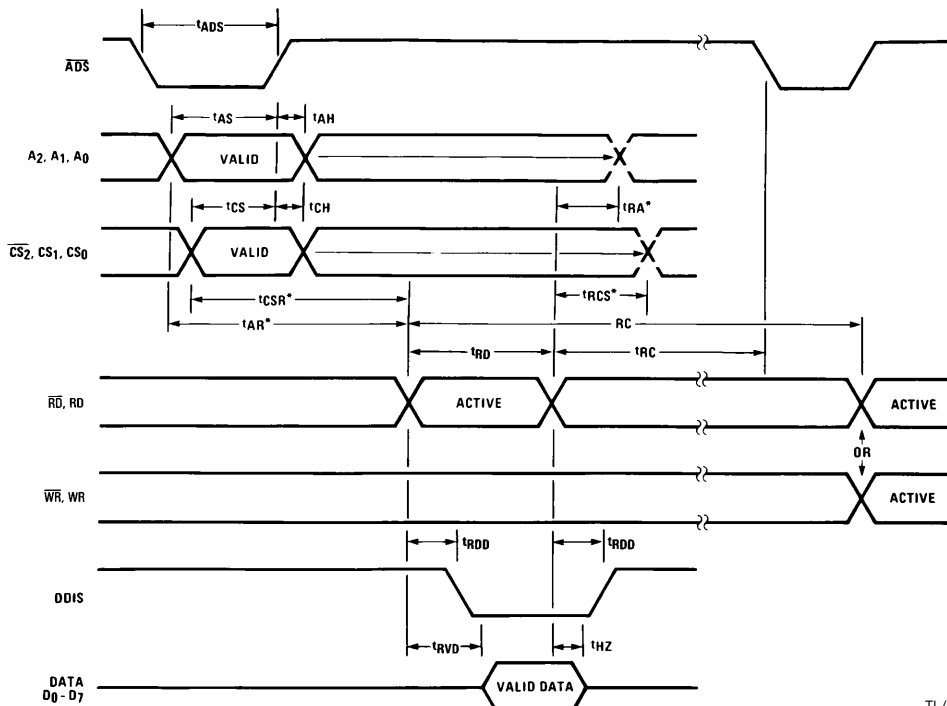 tADS
ADS
tAS tAH
A2, A1, A0 VALID
tCS tCH tRA*
CS2, CS1, CS0 VALID
tCSR* tRCS*
tAR* RC
tRD tRC
RD, RD ACTIVE ACTIVE
OR
WR, WR ACTIVE
tRDD tRDD
DDIS
tRVD tHZ
DATA
D0 - D7 VALID DATA